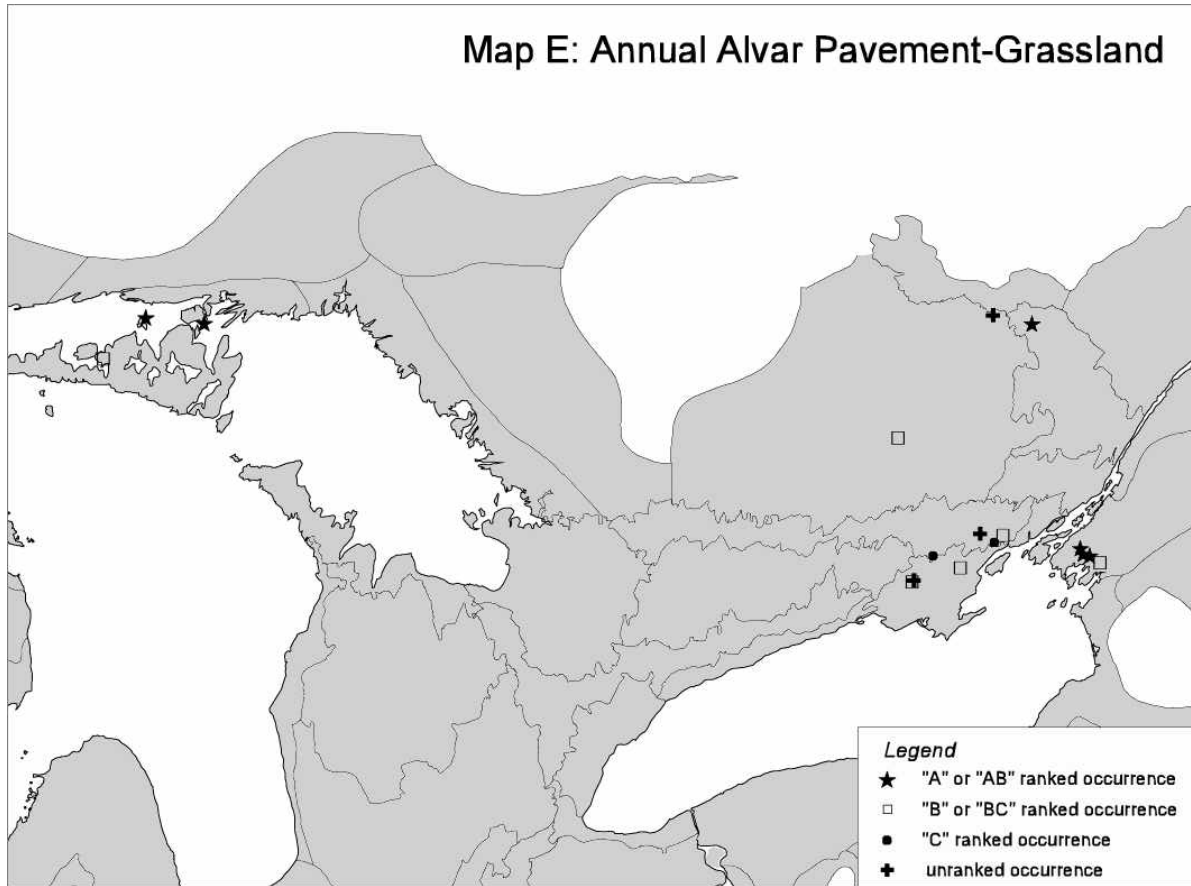 Map E: Annual Alvar Pavement-Grassland
Legend
"A" or "AB" ranked occurrence
"B" or "BC" ranked occurrence
"C" ranked occurrence
unranked occurrence